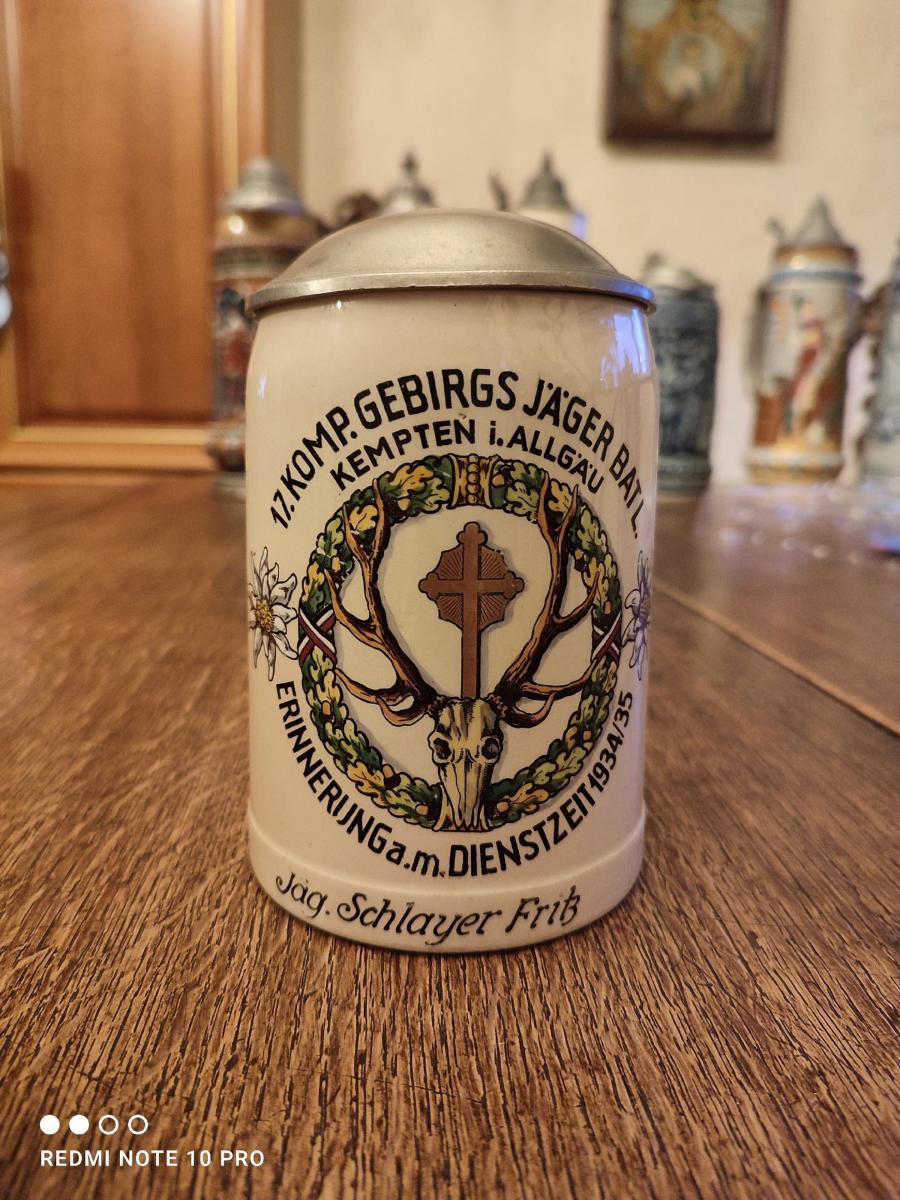 17. KOMP. GEBIRGS JÄGER BATL.
KEMPTEN i. ALLGÄU
ERINNERUNG a. m. DIENSTZEIT 1934/35
Jäg. Schlayer Fritz
REDMI NOTE 10 PRO